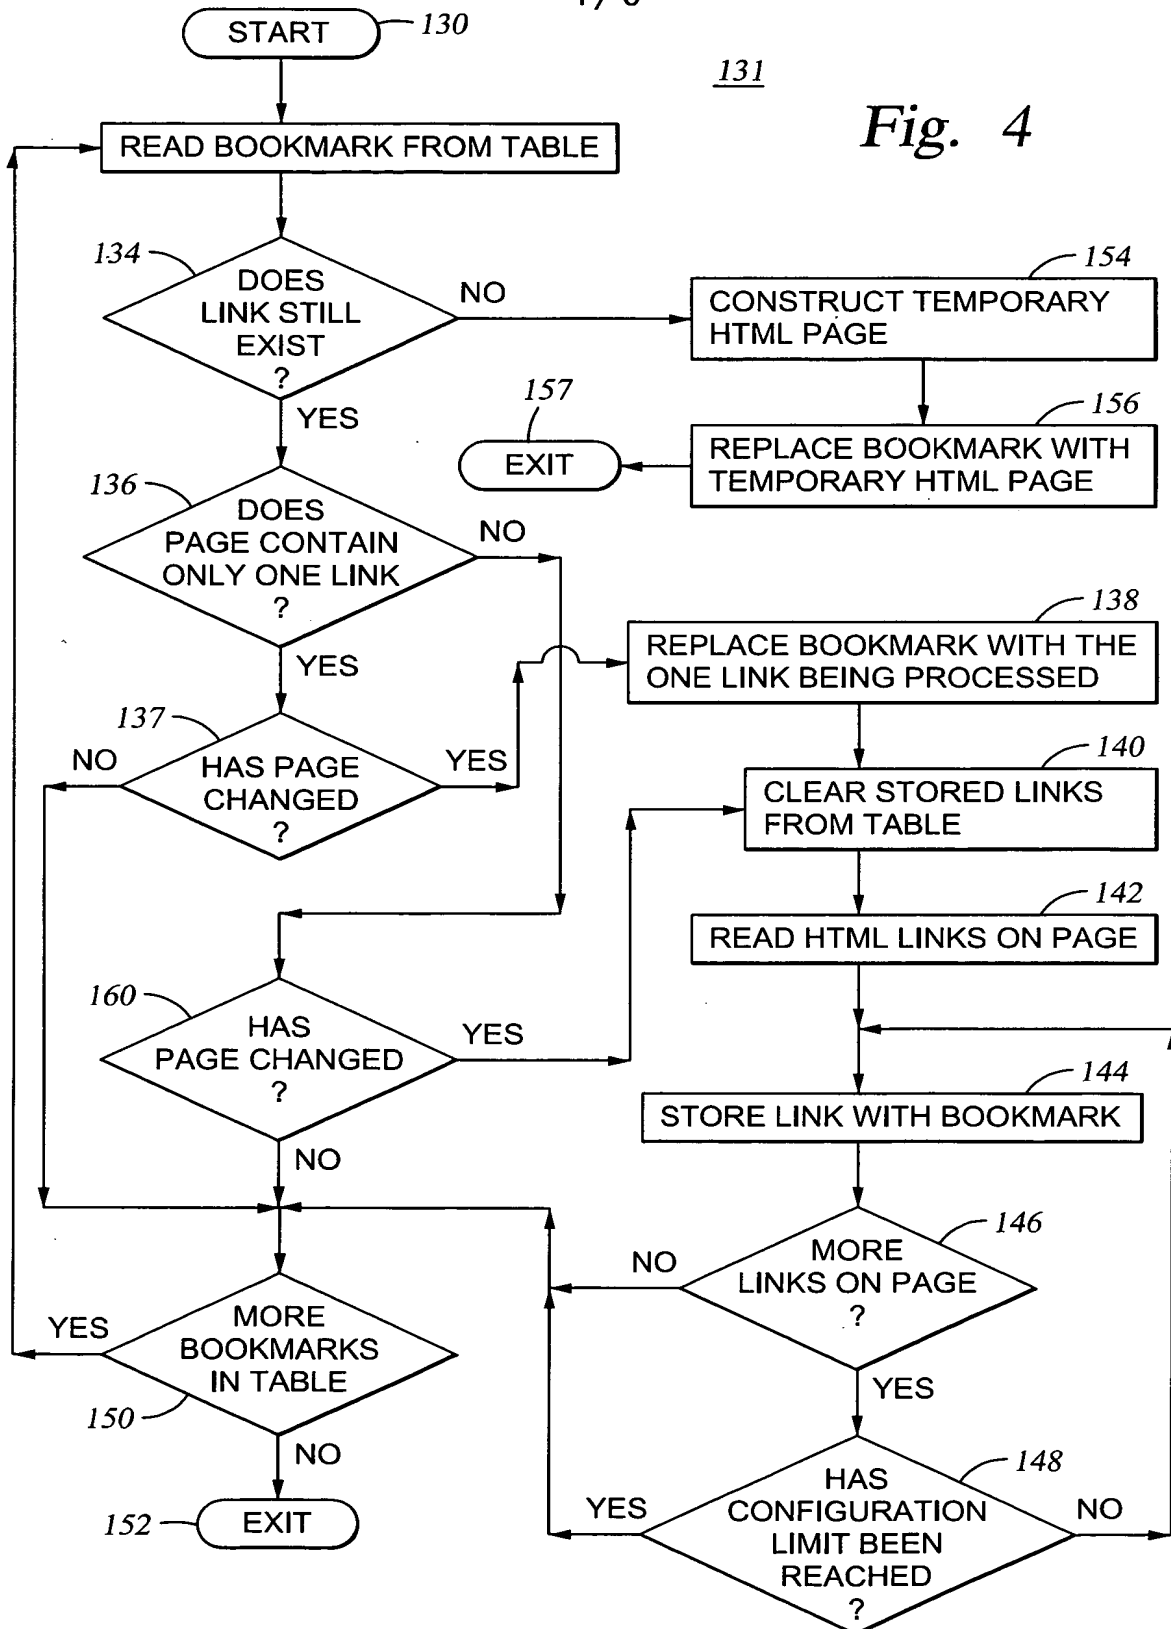 START
130
131
Fig. 4
READ BOOKMARK FROM TABLE
134
DOES
LINK STILL
EXIST
?
NO
YES
154
CONSTRUCT TEMPORARY
HTML PAGE
156
REPLACE BOOKMARK WITH
TEMPORARY HTML PAGE
157
EXIT
136
DOES
PAGE CONTAIN
ONLY ONE LINK
?
NO
YES
138
REPLACE BOOKMARK WITH THE
ONE LINK BEING PROCESSED
137
NO
HAS PAGE
CHANGED
?
YES
140
CLEAR STORED LINKS
FROM TABLE
142
READ HTML LINKS ON PAGE
160
HAS
PAGE CHANGED
?
YES
NO
144
STORE LINK WITH BOOKMARK
146
MORE
LINKS ON PAGE
?
NO
YES
YES
MORE
BOOKMARKS
IN TABLE
150
NO
152
EXIT
148
HAS
CONFIGURATION
LIMIT BEEN
REACHED
?
YES
NO